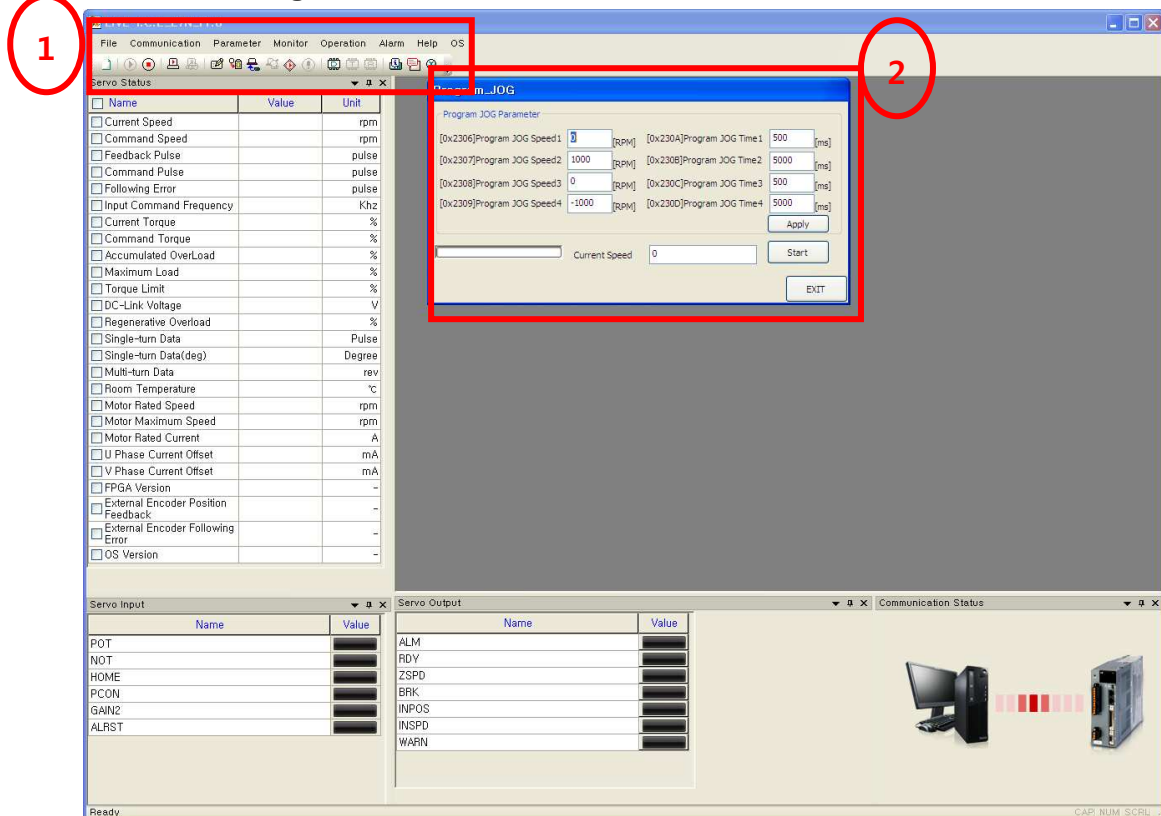 1
2
File Communication Parameter Monitor Operation Alarm Help OS
Servo Status
Name Value Unit
Current Speed rpm
Command Speed rpm
Feedback Pulse pulse
Command Pulse pulse
Following Error pulse
Input Command Frequency Khz
Current Torque %
Command Torque %
Accumulated OverLoad %
Maximum Load %
Torque Limit %
DC-Link Voltage V
Regenerative Overload %
Single-turn Data Pulse
Single-turn Data(deg) Degree
Multi-turn Data rev
Room Temperature ℃
Motor Rated Speed rpm
Motor Maximum Speed rpm
Motor Rated Current A
U Phase Current Offset mA
V Phase Current Offset mA
FPGA Version -
External Encoder Position
Feedback -
External Encoder Following
Error -
OS Version -
Program_JOG
Program JOG Parameter
[0x2306]Program JOG Speed1 0 [RPM] [0x230A]Program JOG Time1 500 [ms]
[0x2307]Program JOG Speed2 1000 [RPM] [0x230B]Program JOG Time2 5000 [ms]
[0x2308]Program JOG Speed3 0 [RPM] [0x230C]Program JOG Time3 500 [ms]
[0x2309]Program JOG Speed4 -1000 [RPM] [0x230D]Program JOG Time4 5000 [ms]
Apply
Current Speed 0 Start
EXIT
Servo Input
Name Value
POT
NOT
HOME
PCON
GAIN2
ALRST
Servo Output
Name Value
ALM
RDY
ZSPD
BRK
INPOS
INSPD
WARN
Communication Status
Ready
CAP NUM SCRL